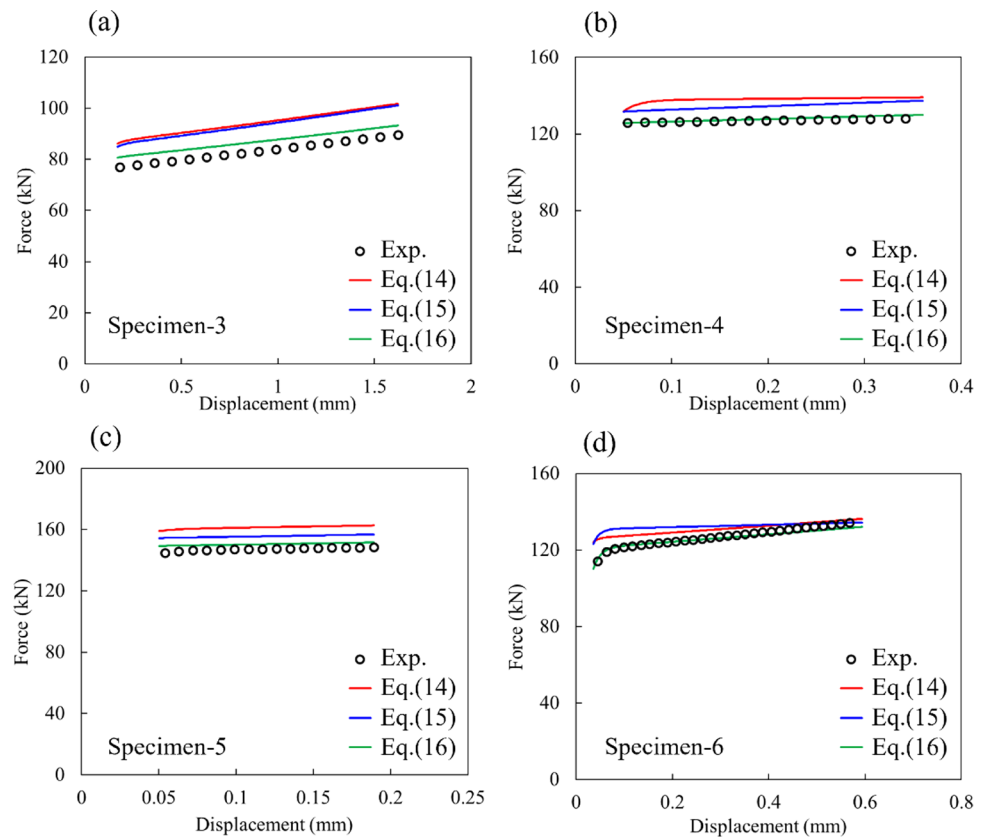 (a)
120
100
80
60
40
20
0
Force (kN)
Exp.
Eq.(14)
Eq.(15)
Eq.(16)
Specimen-3
0
0.5
1
1.5
2
Displacement (mm)
(b)
160
120
80
40
0
Force (kN)
Exp.
Eq.(14)
Eq.(15)
Eq.(16)
Specimen-4
0
0.1
0.2
0.3
0.4
Displacement (mm)
(c)
200
160
120
80
40
0
Force (kN)
Exp.
Eq.(14)
Eq.(15)
Eq.(16)
Specimen-5
0
0.05
0.1
0.15
0.2
0.25
Displacement (mm)
(d)
160
120
80
40
0
Force (kN)
Exp.
Eq.(14)
Eq.(15)
Eq.(16)
Specimen-6
0
0.2
0.4
0.6
0.8
Displacement (mm)